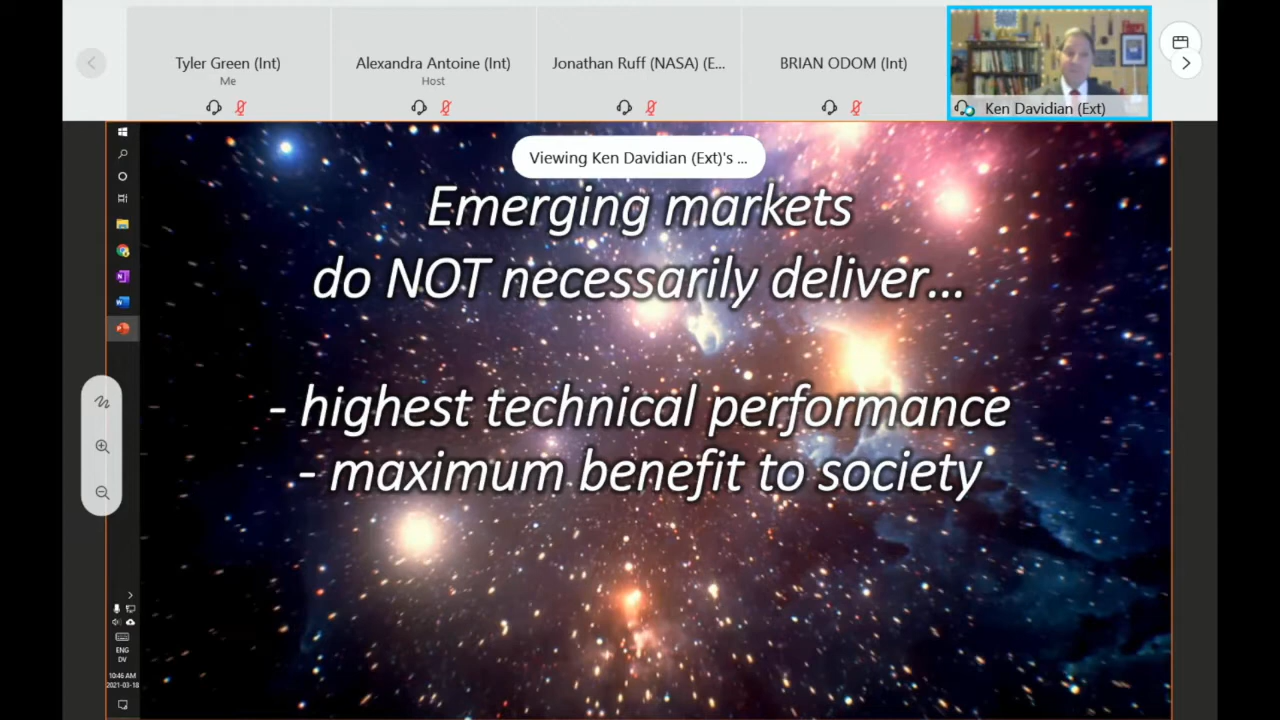 Tyler Green (Int)
Me
Alexandra Antoine (Int)
Host
Jonathan Ruff (NASA) (E...
BRIAN ODOM (Int)
Ken Davidian (Ext)
Viewing Ken Davidian (Ext)'s ...
Emerging markets
do NOT necessarily deliver...
- highest technical performance
- maximum benefit to society
ENG
DV
10:46 AM
2021-03-18